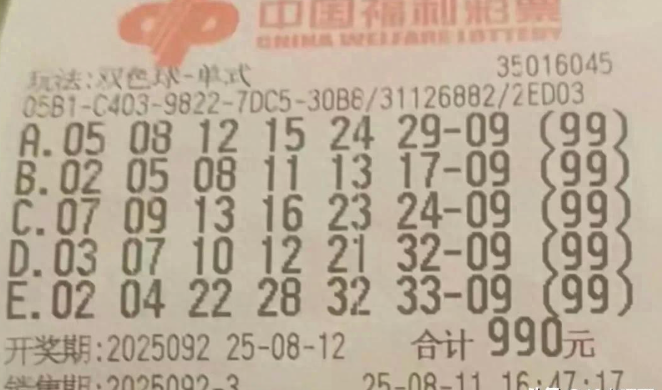 中国福利彩票
CHINA WELFARE LOTTERY
玩法:双色球-单式 35016045
05B1-C403-9822-7DC5-30B8/31126882/2ED03
A.05 08 12 15 24 29-09 (99)
B.02 05 08 11 13 17-09 (99)
C.07 09 13 16 23 24-09 (99)
D.03 07 10 12 21 32-09 (99)
E.02 04 22 28 32 33-09 (99)
开奖期:2025092 25-08-12 合计 990元
销售期:2025092-3 25-08-11 16:47:17